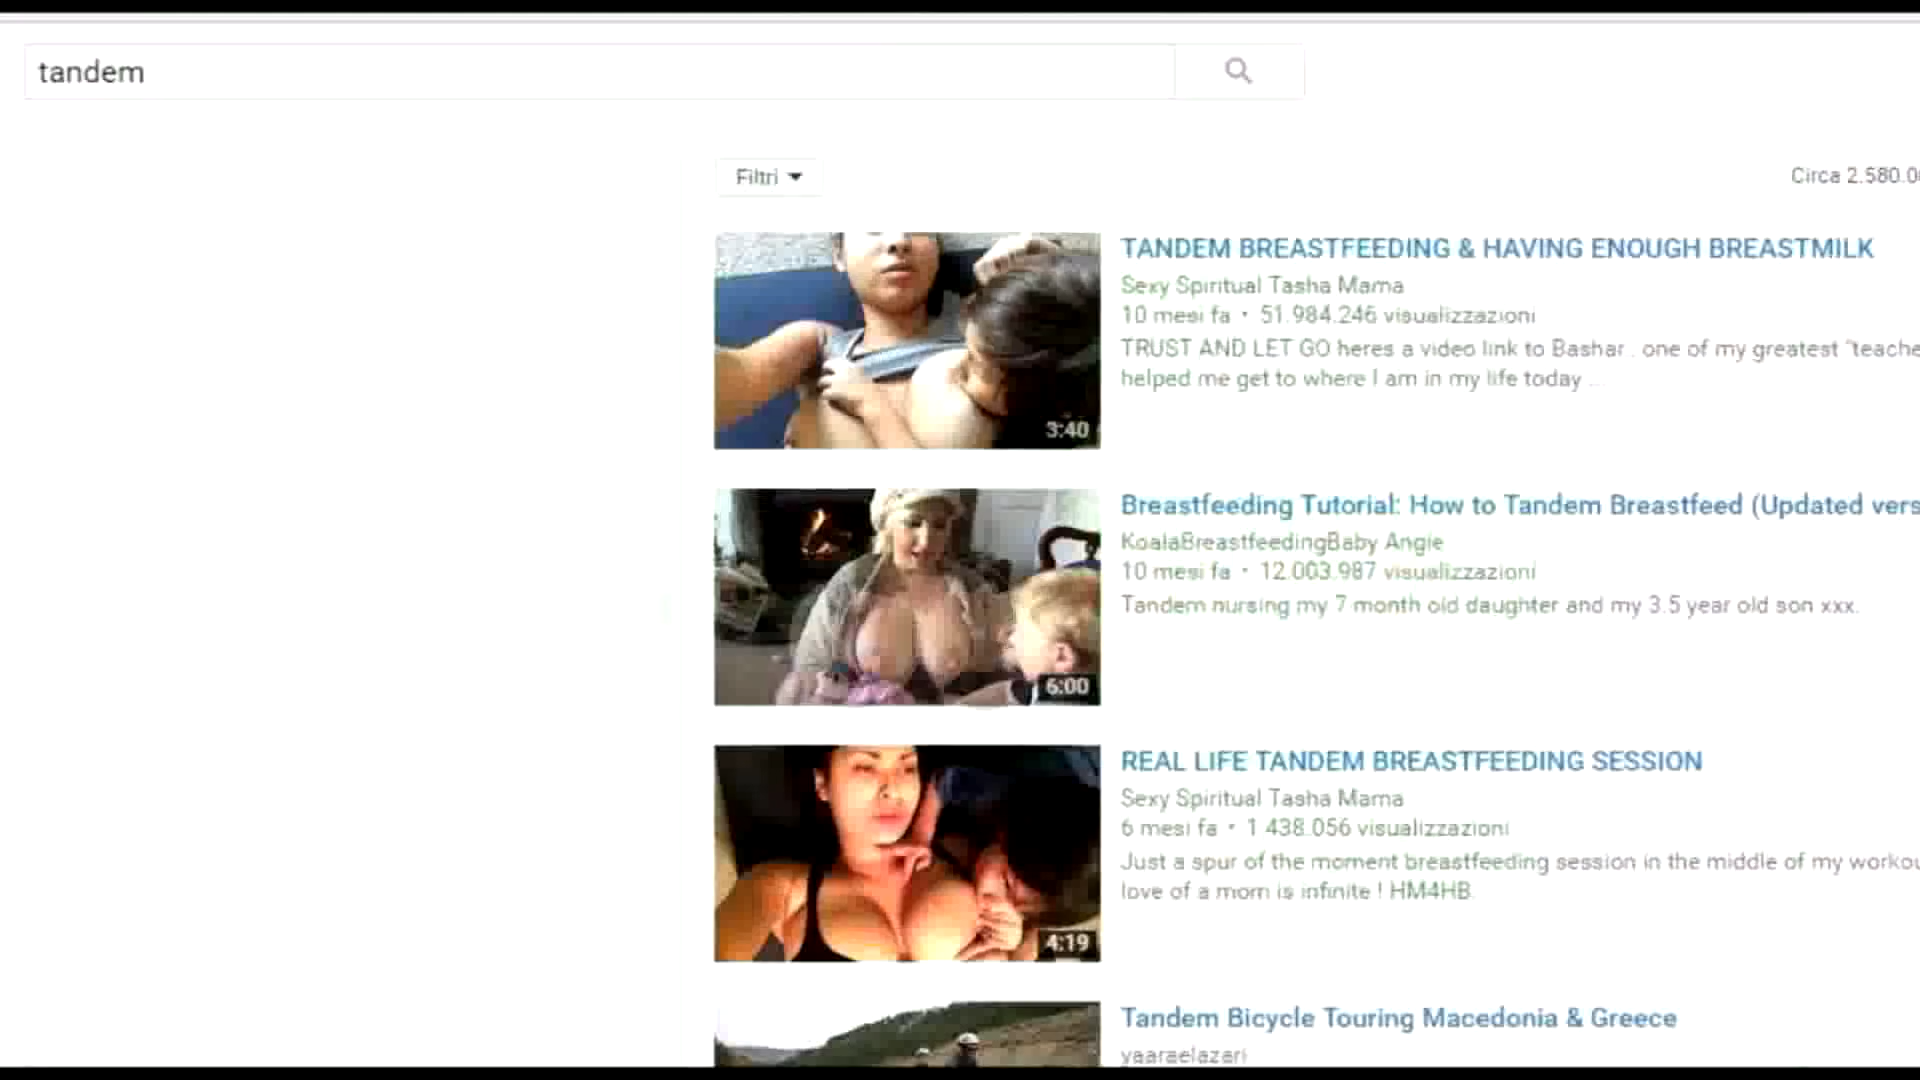 tandem
Filtri
Circa 2.580.0
TANDEM BREASTFEEDING & HAVING ENOUGH BREASTMILK
Sexy Spiritual Tasha Mama
10 mesi fa • 51.984.246 visualizzazioni
TRUST AND LET GO heres a video link to Bashar.. one of my greatest "teache
helped me get to where I am in my life today ...
3:40
Breastfeeding Tutorial: How to Tandem Breastfeed (Updated vers
KoalaBreastfeedingBaby Angie
10 mesi fa • 12.003.987 visualizzazioni
Tandem nursing my 7 month old daughter and my 3.5 year old son xxx.
6:00
REAL LIFE TANDEM BREASTFEEDING SESSION
Sexy Spiritual Tasha Mama
6 mesi fa • 1.438.056 visualizzazioni
Just a spur of the moment breastfeeding session in the middle of my workou
love of a mom is infinite ! HM4HB.
4:19
Tandem Bicycle Touring Macedonia & Greece
yaaraelazari